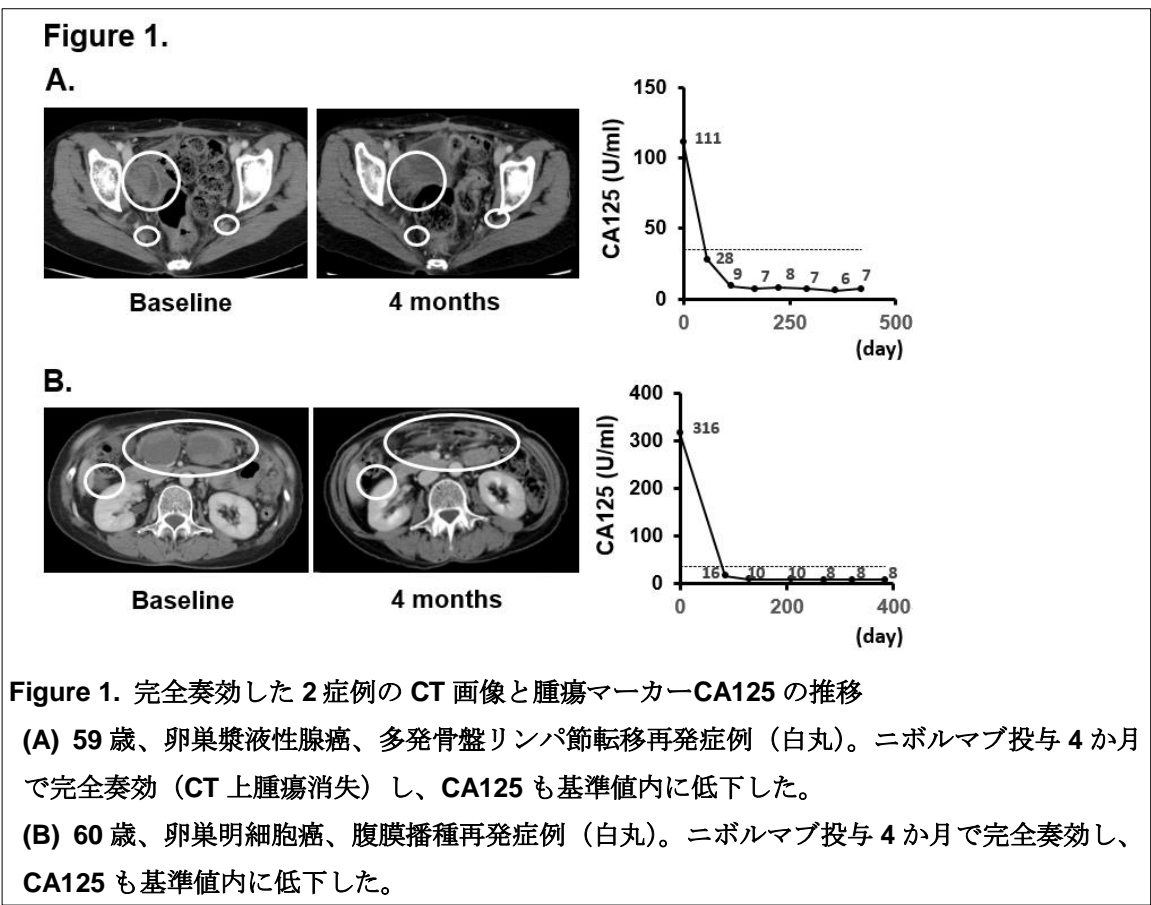 Figure 1.
A.
Baseline
4 months
CA125 (U/ml)
150
100
50
0
111
28
9
7
8
7
6
7
0
250
500
(day)
B.
Baseline
4 months
CA125 (U/ml)
400
300
200
100
0
316
16
10
10
8
8
8
0
200
400
(day)
Figure 1. 完全奏効した 2 症例の CT 画像と腫瘍マーカーCA125 の推移
(A) 59 歳、卵巣漿液性腺癌、多発骨盤リンパ節転移再発症例（白丸）。ニボルマブ投与 4 か月
で完全奏効（CT 上腫瘍消失）し、CA125 も基準値内に低下した。
(B) 60 歳、卵巣明細胞癌、腹膜播種再発症例（白丸）。ニボルマブ投与 4 か月で完全奏効し、
CA125 も基準値内に低下した。